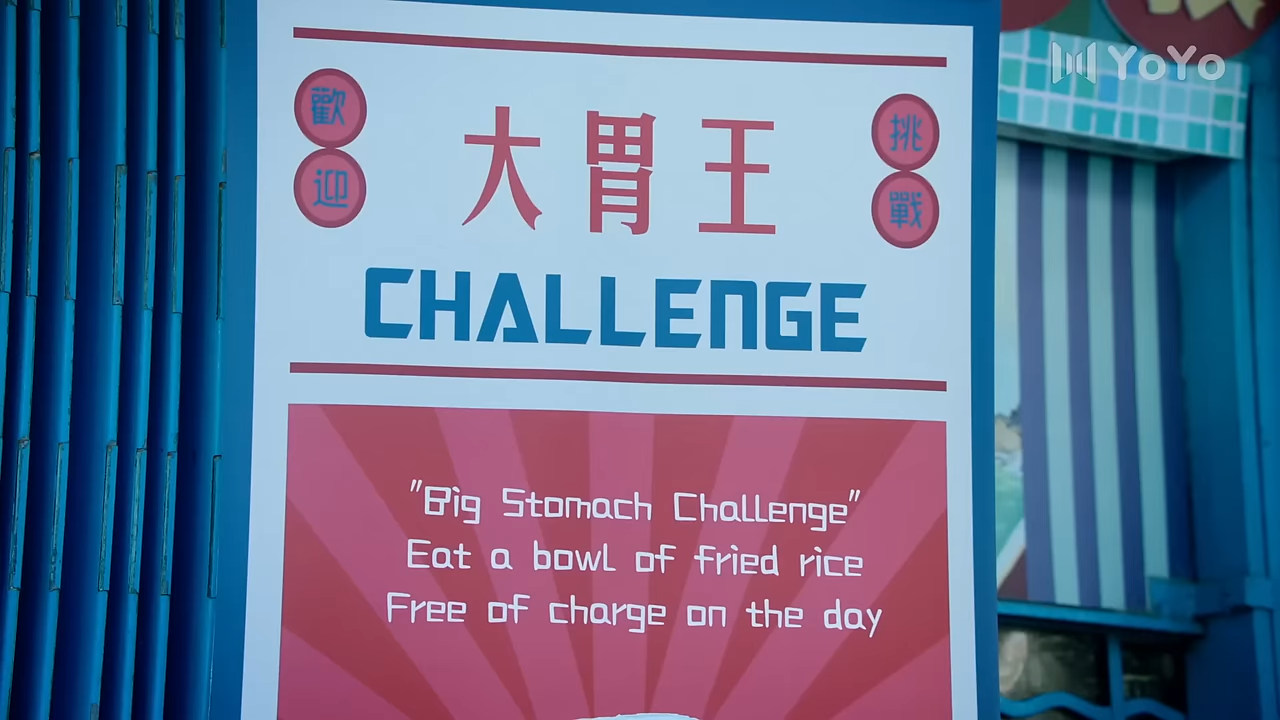 YoYo
歡迎
大胃王
挑戰
CHALLENGE
"Big Stomach Challenge"
Eat a bowl of fried rice
Free of charge on the day